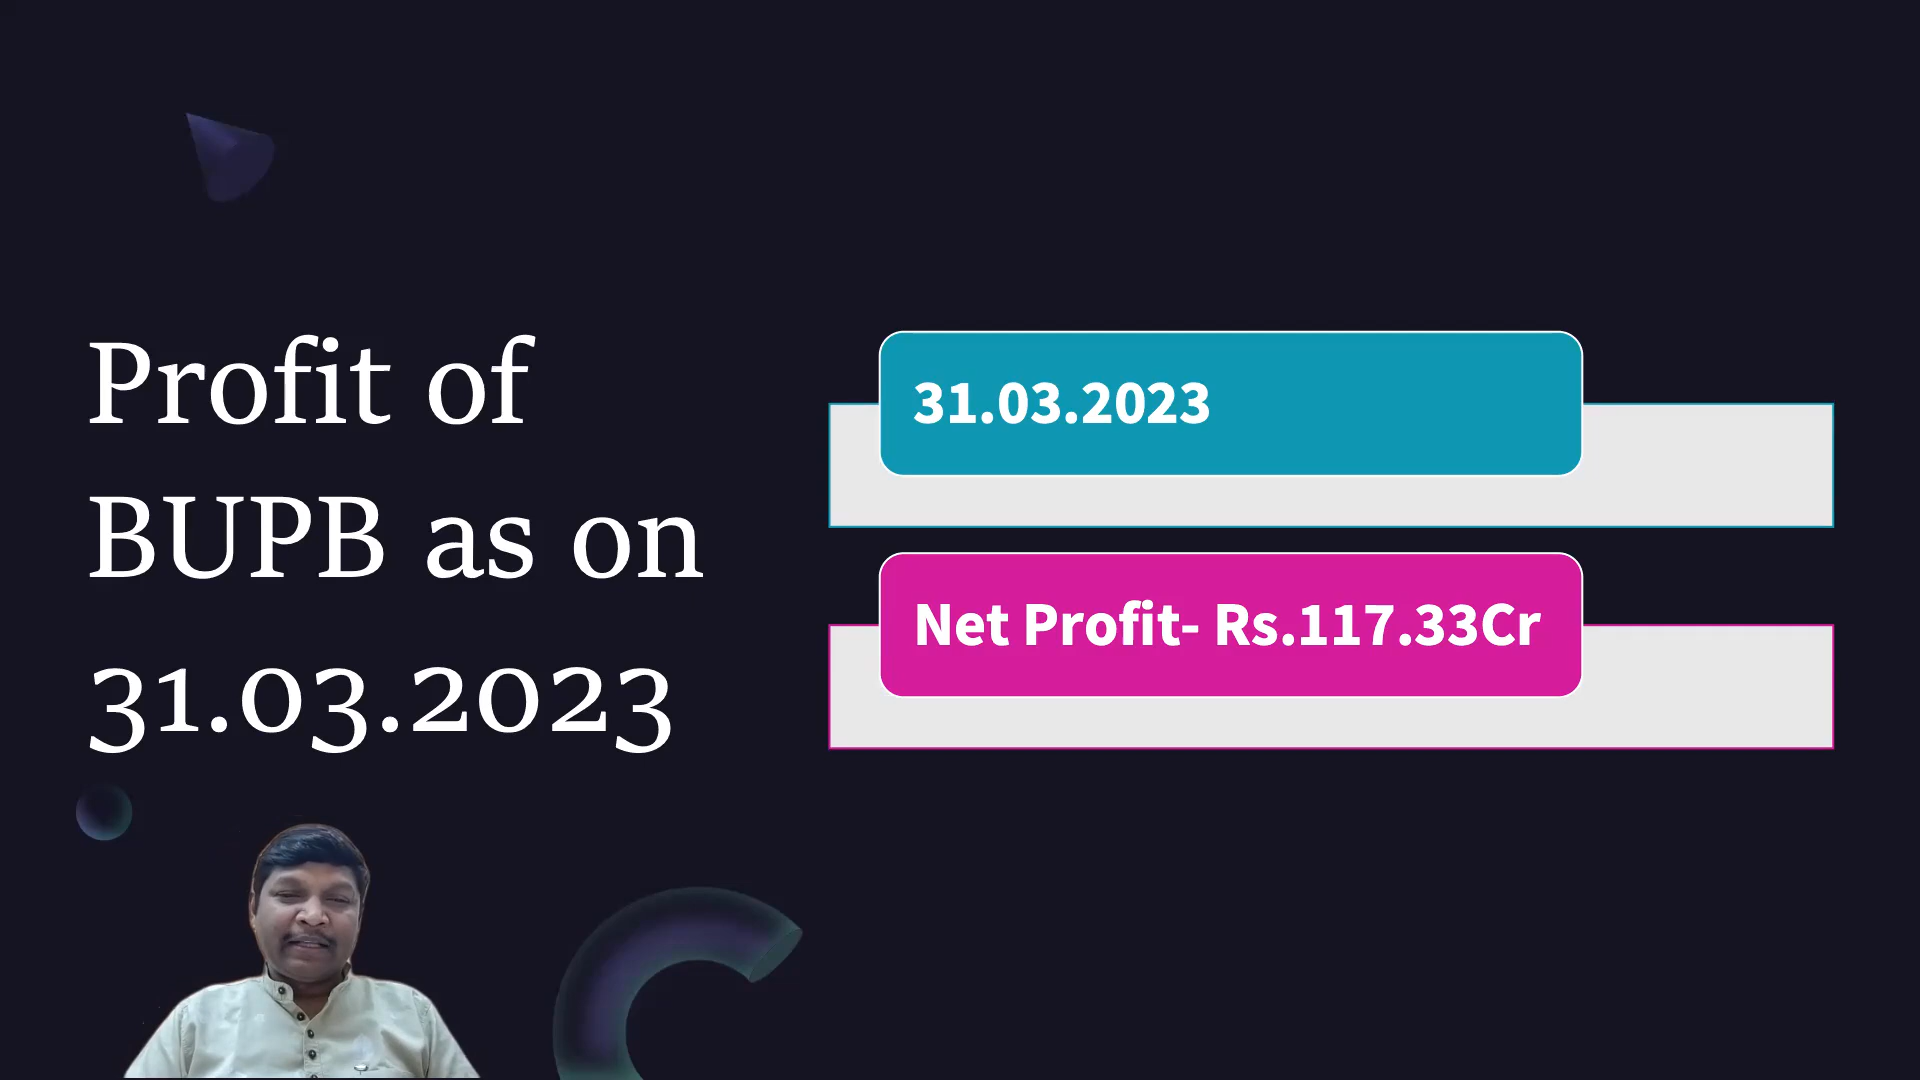 Profit of
BUPB as on
31.03.2023
31.03.2023
Net Profit- Rs.117.33Cr